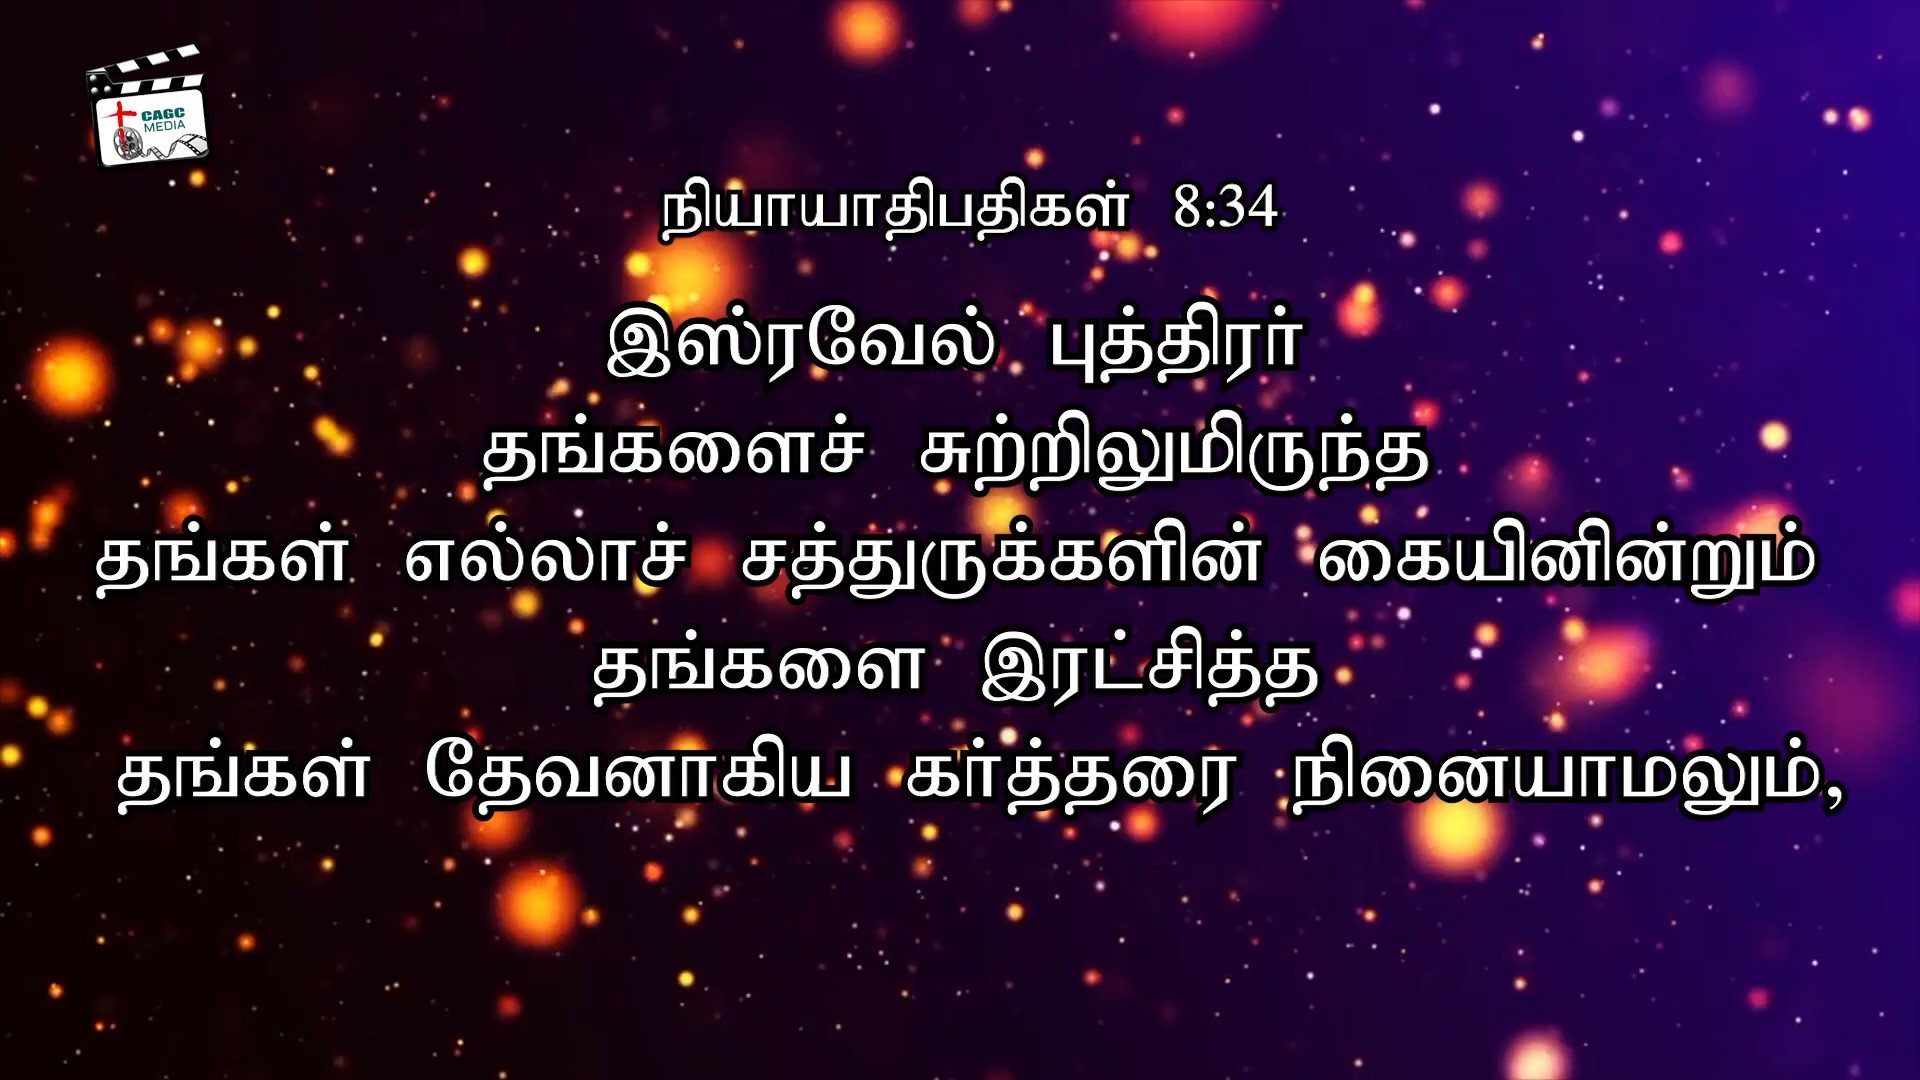 CAGC
MEDIA
நியாயாதிபதிகள் 8:34
இஸ்ரவேல் புத்திரர்
தங்களைச் சுற்றிலுமிருந்த
தங்கள் எல்லாச் சத்துருக்களின் கையினின்றும்
தங்களை இரட்சித்த
தங்கள் தேவனாகிய கர்த்தரை நினையாமலும்,